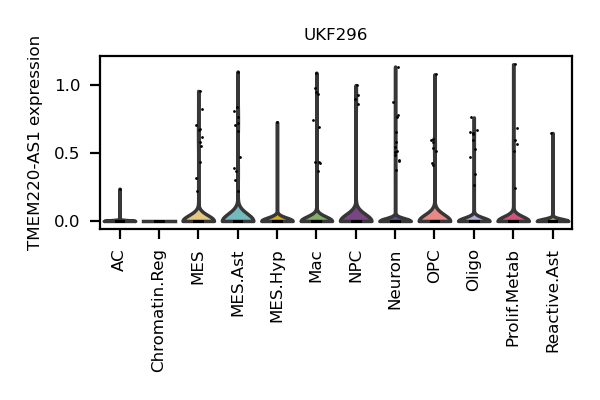 UKF296
TMEM220-AS1 expression
1.0
0.5
0.0
AC
Chromatin.Reg
MES
MES.Ast
MES.Hyp
Mac
NPC
Neuron
OPC
Oligo
Prolif.Metab
Reactive.Ast